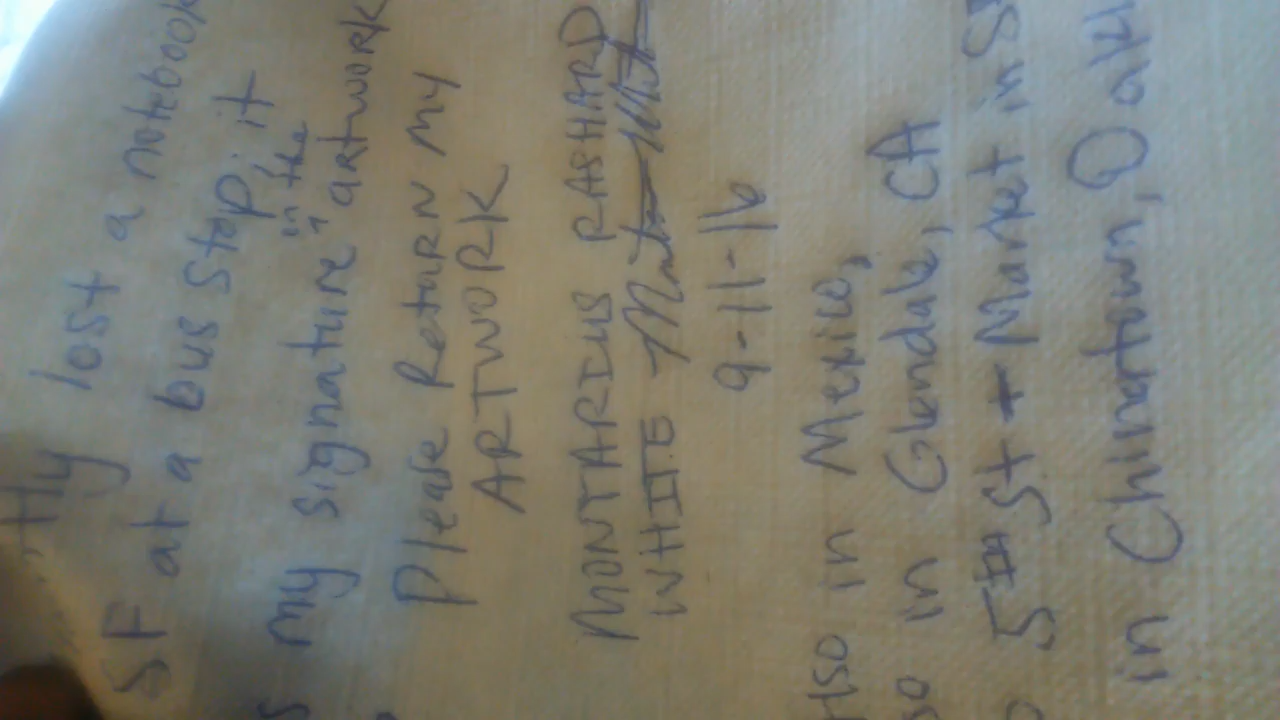 lost a notebook
SF at a bus stop, it
"in the
my signature " artwork
Please Return my
ARTWORK
MONTARIUS RASHARD
WHITE
9-11-16
Also in Mexico,
in Glendale, CA
5th St + Market in
in Chinatown,